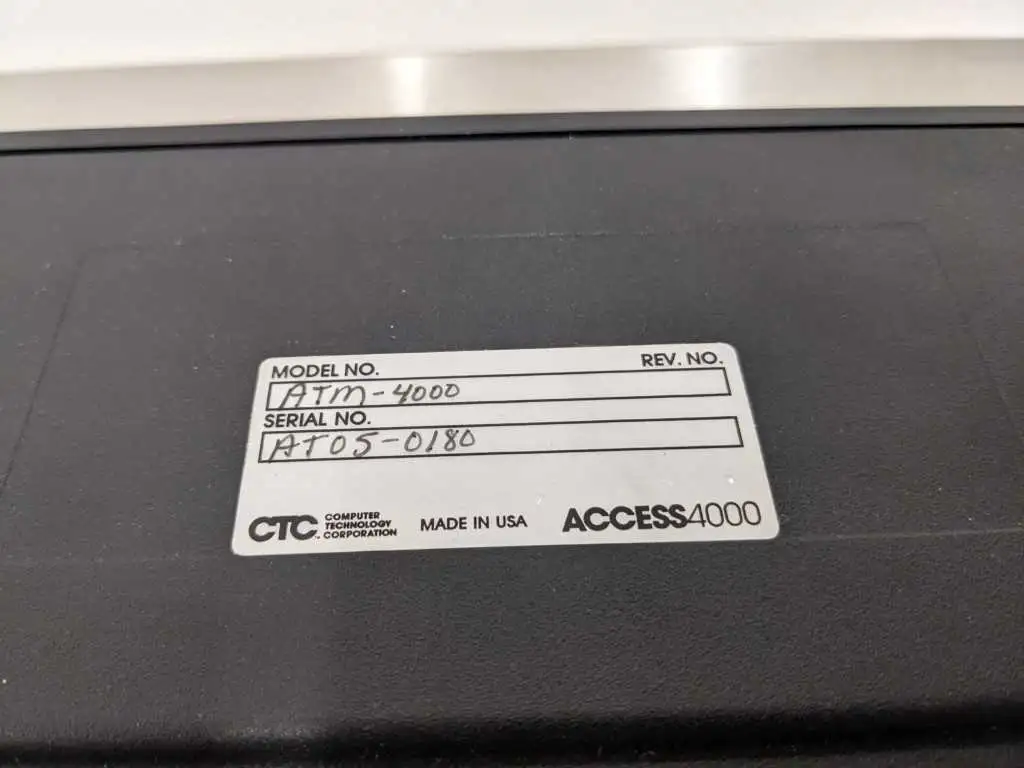 MODEL NO. REV. NO.
ATM-4000
SERIAL NO.
AT05-0180
CTC COMPUTER
TECHNOLOGY
CORPORATION
MADE IN USA
ACCESS4000